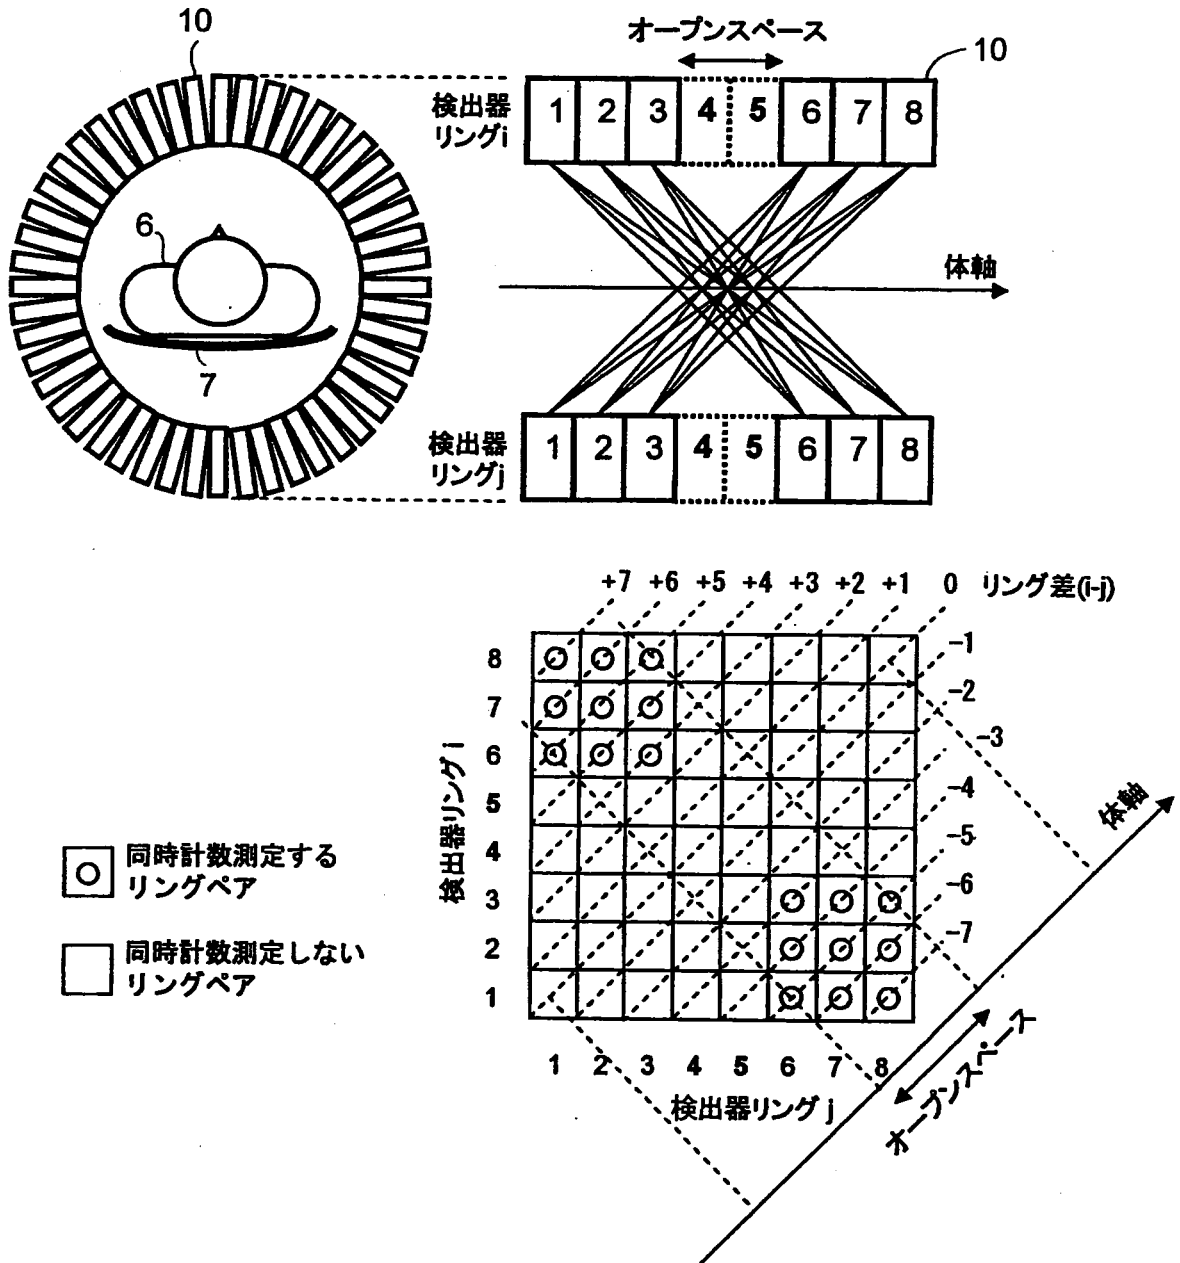 10
オープンスペース
10
検出器
リングi
1 2 3 4 5 6 7 8
6
体軸
7
検出器
リングj
1 2 3 4 5 6 7 8
+7 +6 +5 +4 +3 +2 +1 0 リング差(i-j)
-1
-2
-3
-4
-5
-6
-7
8
7
6
5
4
3
2
1
検出器リング i
1 2 3 4 5 6 7 8
検出器リング j
体軸
オープンスペース
同時計数測定する
リングペア
同時計数測定しない
リングペア